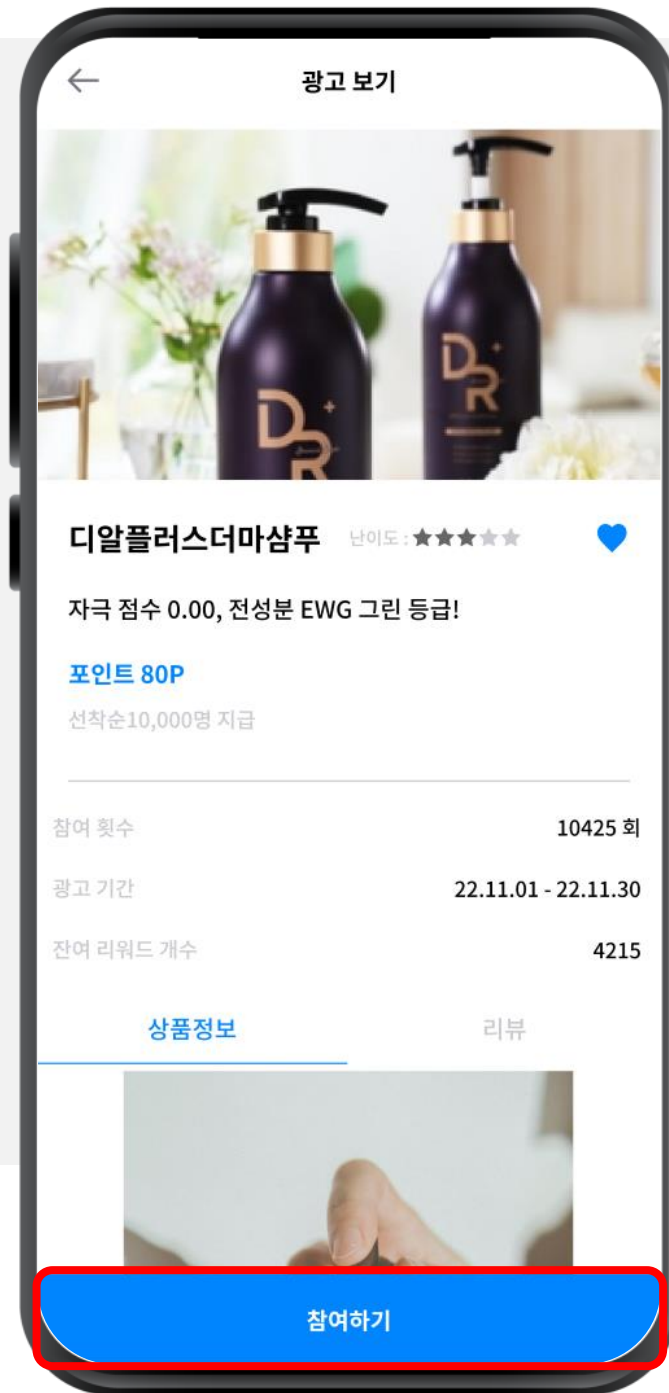 광고 보기
DR+
DR+
디알플러스더마샴푸 난이도 : ★★★★★
자극 점수 0.00, 전성분 EWG 그린 등급!
포인트 80P
선착순10,000명 지급
참여 횟수 10425 회
광고 기간 22.11.01 - 22.11.30
잔여 리워드 개수 4215
상품정보 리뷰
참여하기